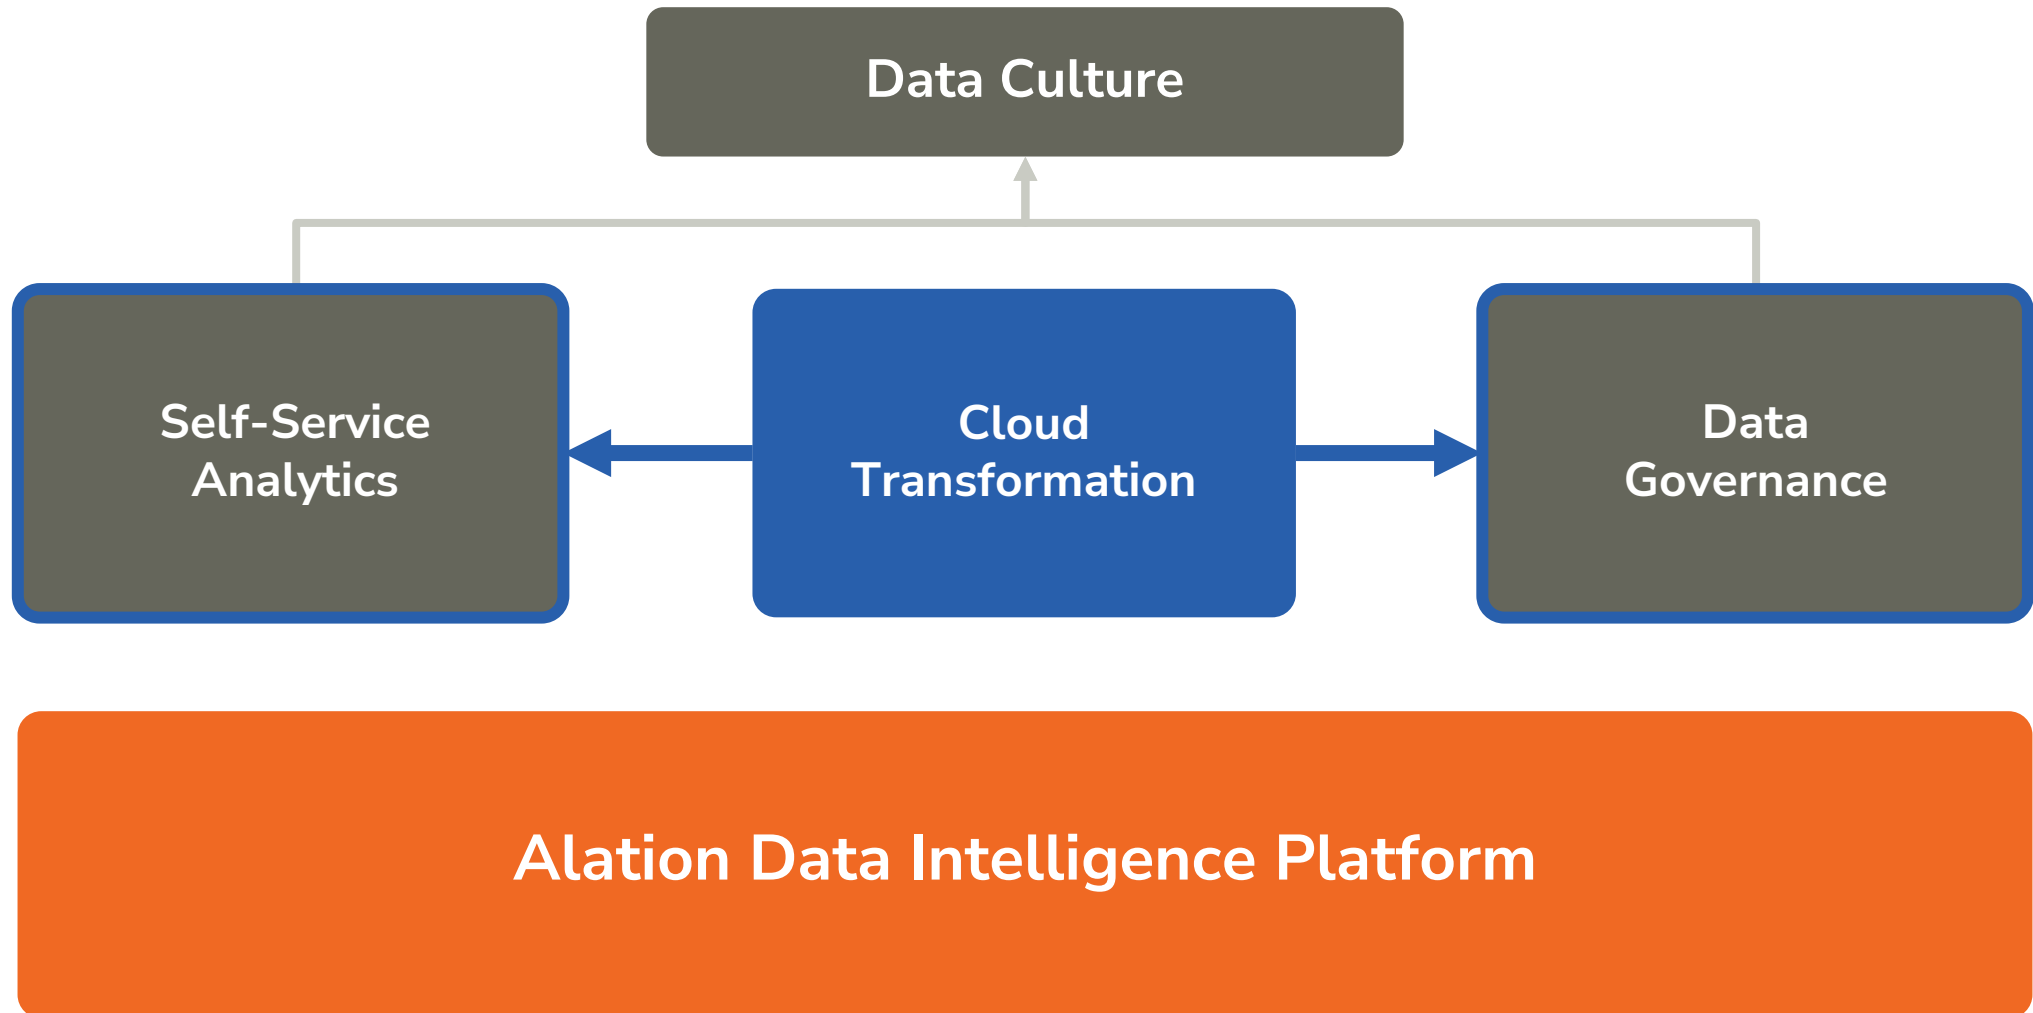 Data Culture
Self-Service
Analytics
Cloud
Transformation
Data
Governance
Alation Data Intelligence Platform